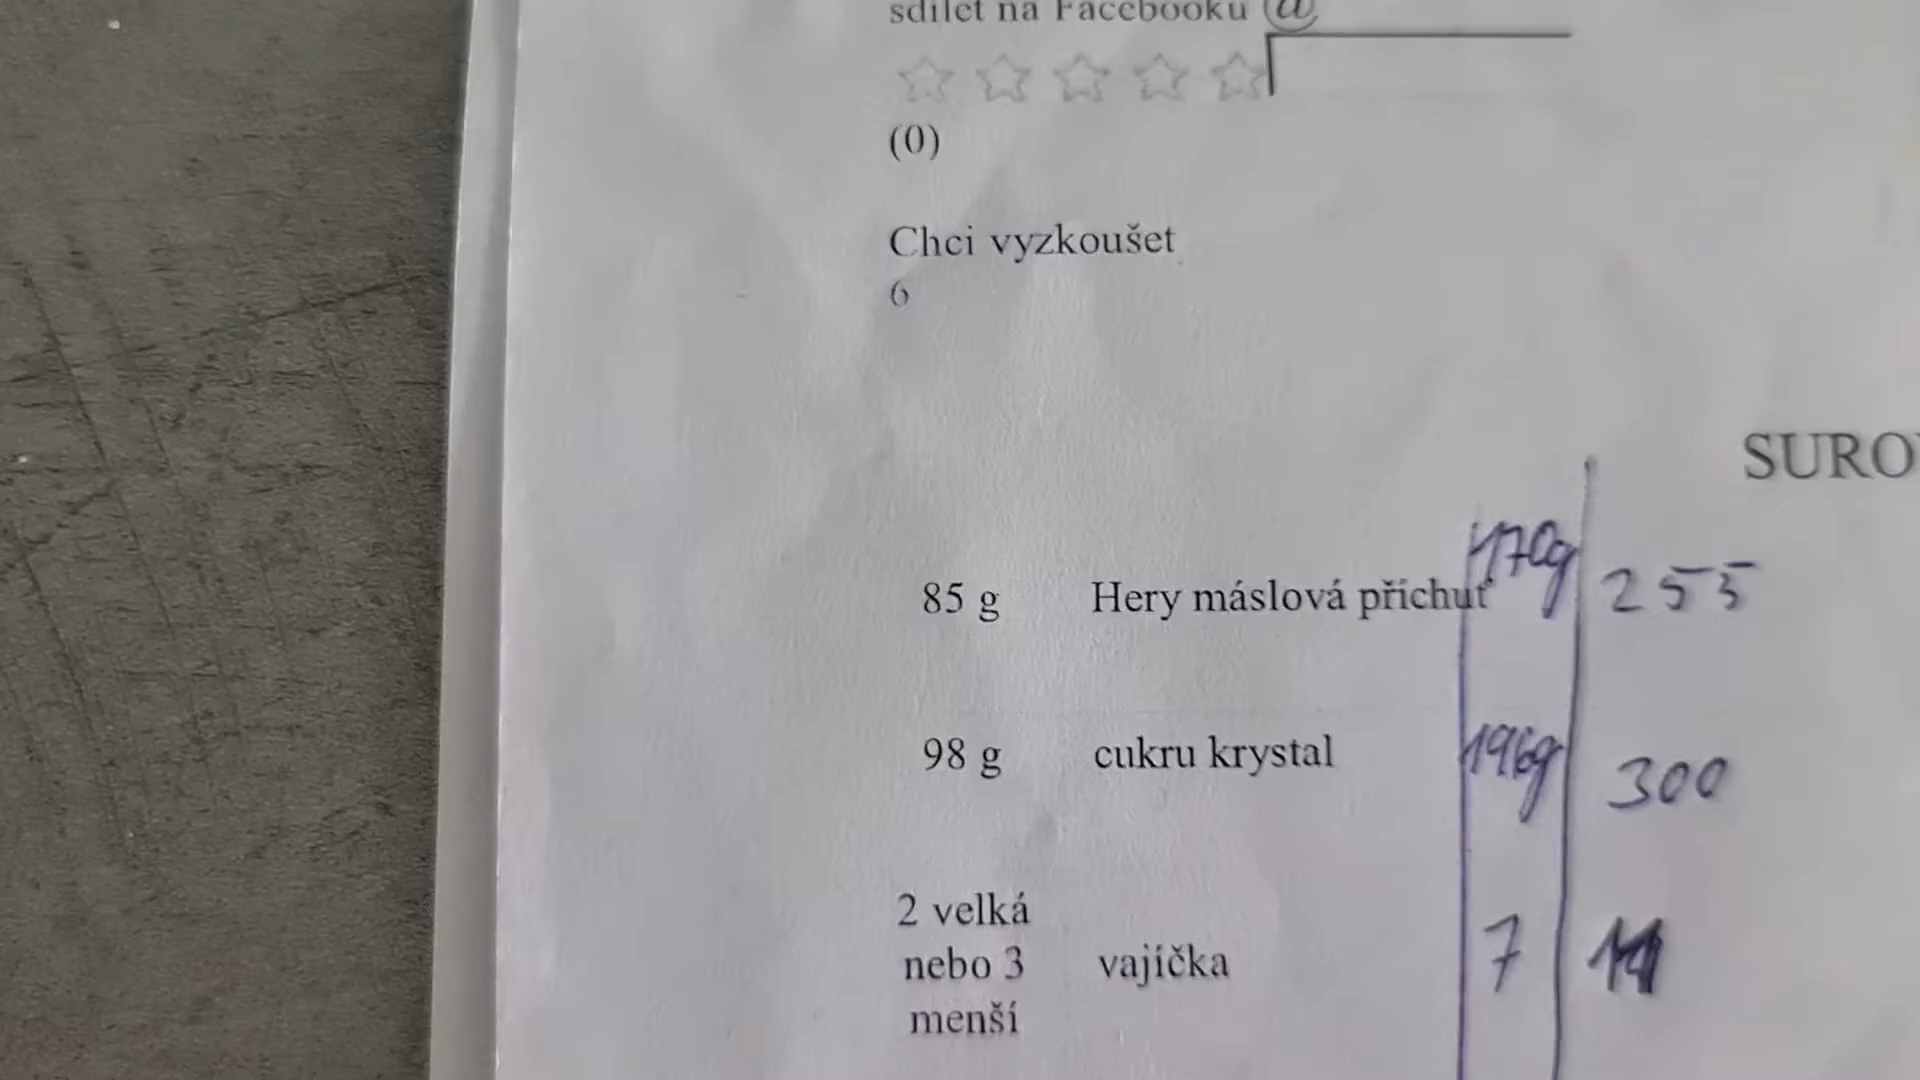 sdílet na Facebooku @
(0)
Chci vyzkoušet
6
SURO
85 g Hery máslová příchuť 170g 255
98 g cukru krystal 196g 300
2 velká
nebo 3 vajíčka 7 11
menší